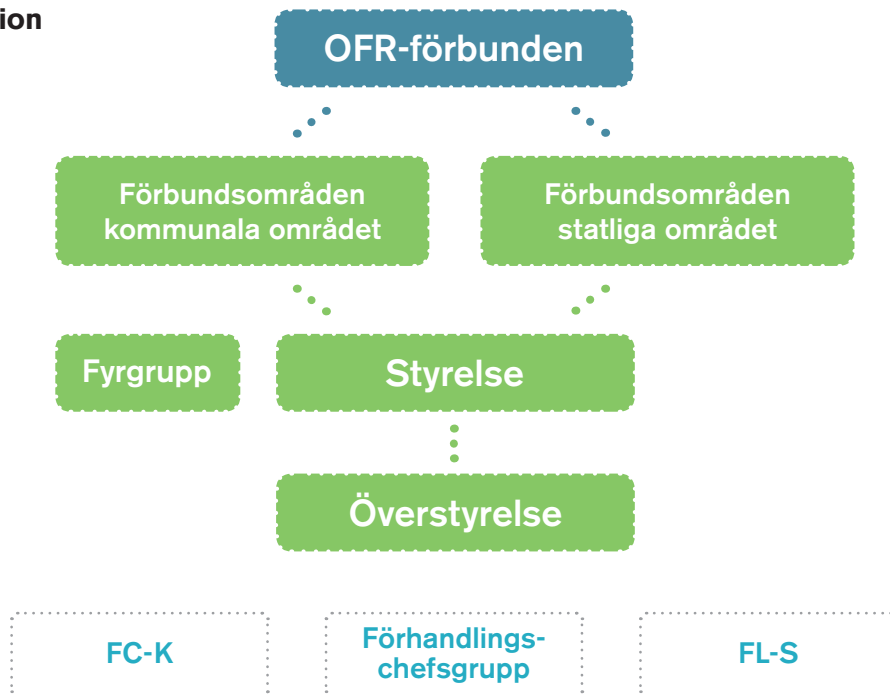 ion
OFR-förbunden
Förbundsområden
kommunala området
Förbundsområden
statliga området
Fyrgrupp
Styrelse
Överstyrelse
FC-K
Förhandlings-
chefsgrupp
FL-S